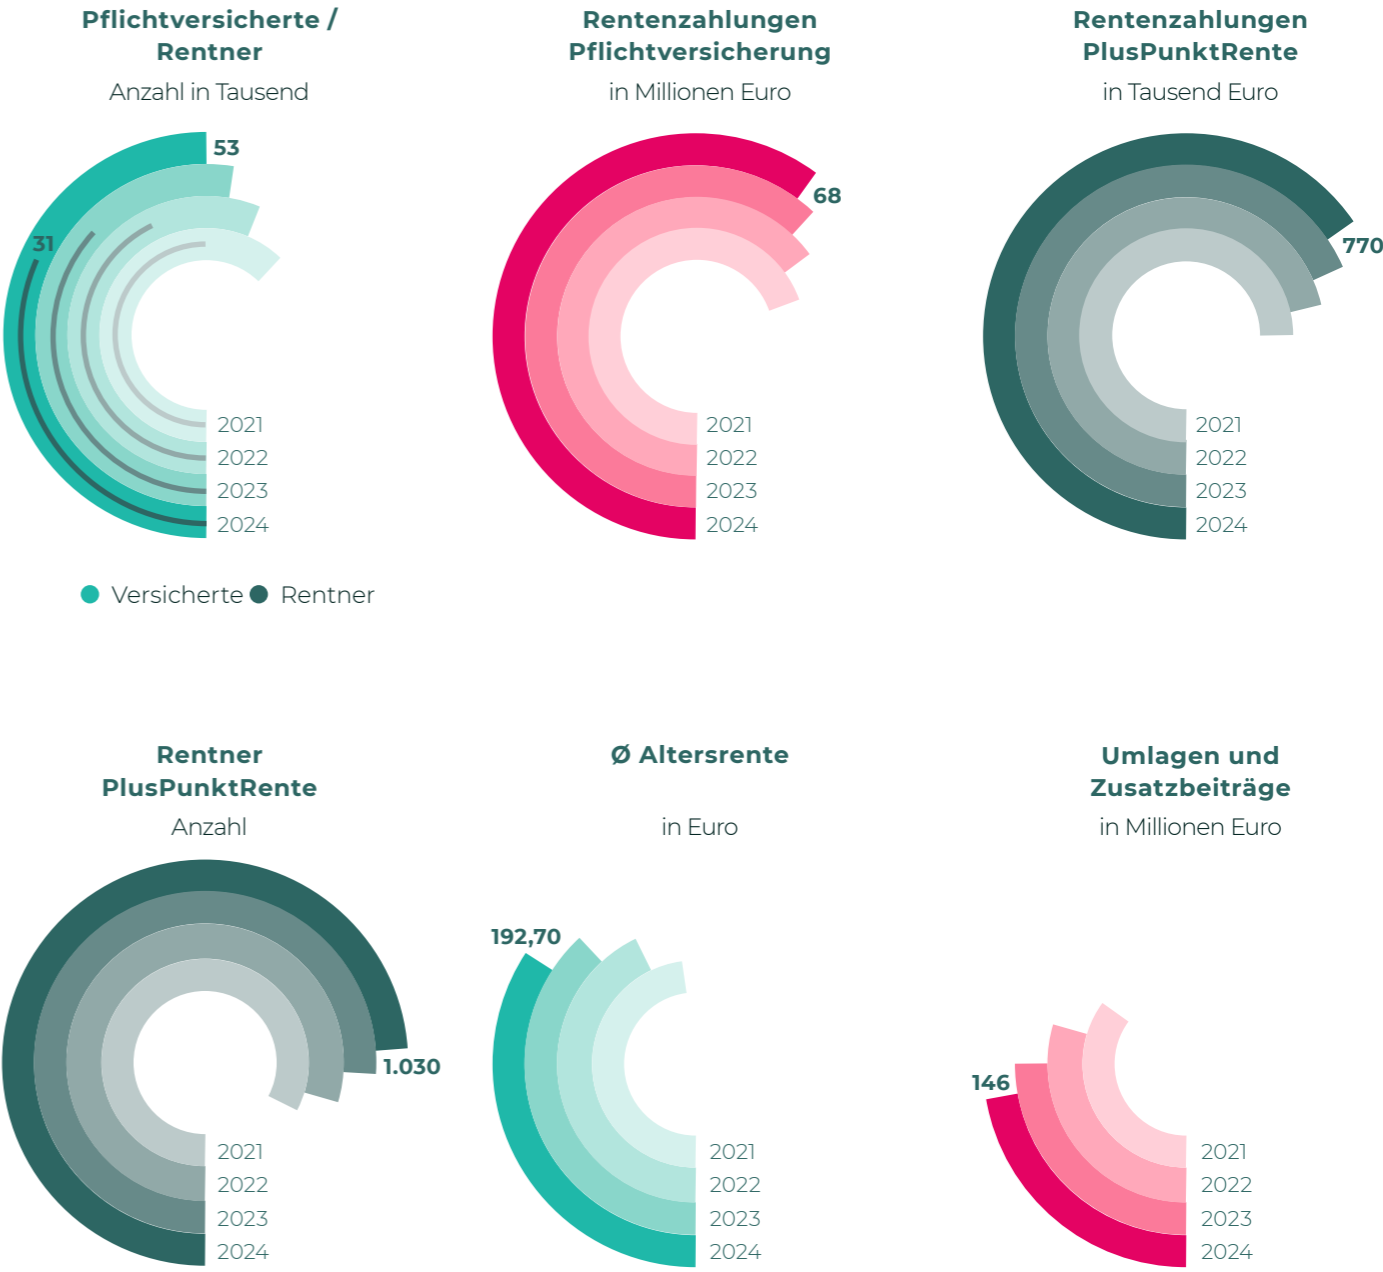 Pflichtversicherte /
Rentner
Anzahl in Tausend
53
31
2021
2022
2023
2024
Versicherte
Rentner
Rentenzahlungen
Pflichtversicherung
in Millionen Euro
68
2021
2022
2023
2024
Rentenzahlungen
PlusPunktRente
in Tausend Euro
770
2021
2022
2023
2024
Rentner
PlusPunktRente
Anzahl
1.030
2021
2022
2023
2024
Ø Altersrente
in Euro
192,70
2021
2022
2023
2024
Umlagen und
Zusatzbeiträge
in Millionen Euro
146
2021
2022
2023
2024